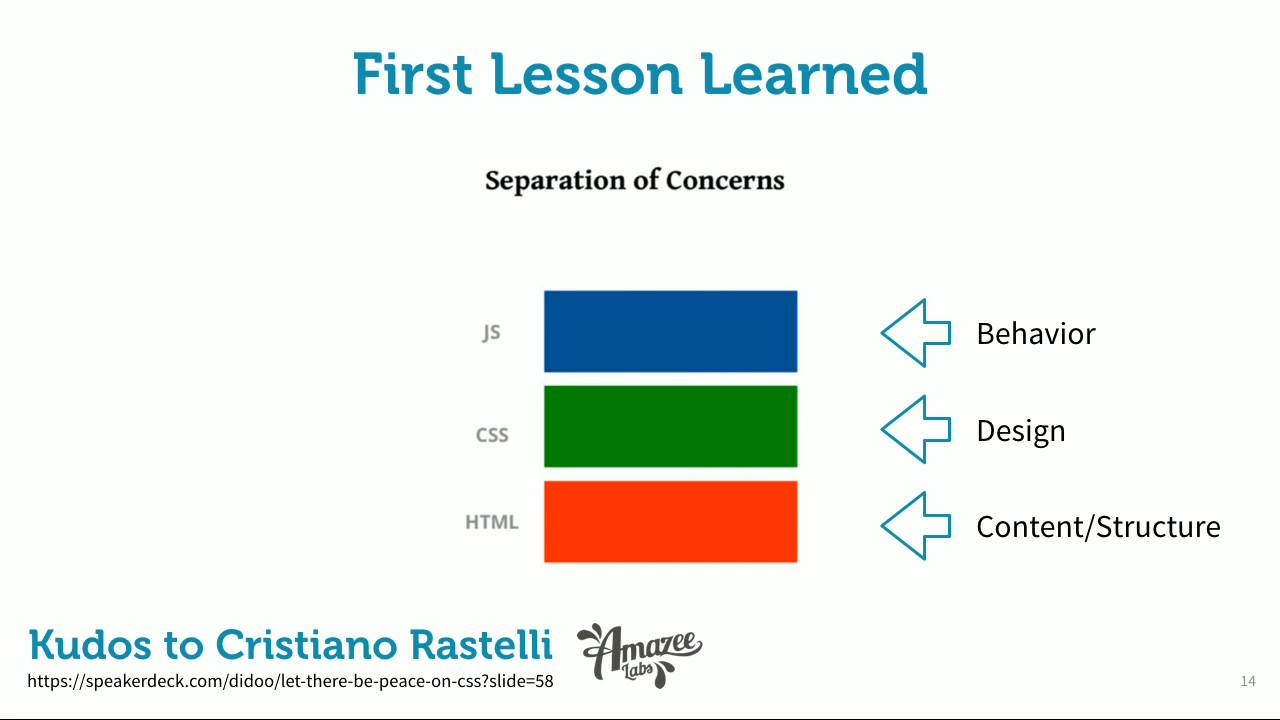 First Lesson Learned
Separation of Concerns
JS
Behavior
CSS
Design
HTML
Content/Structure
Kudos to Cristiano Rastelli
Amazee
Labs
https://speakerdeck.com/didoo/let-there-be-peace-on-css?slide=58
14